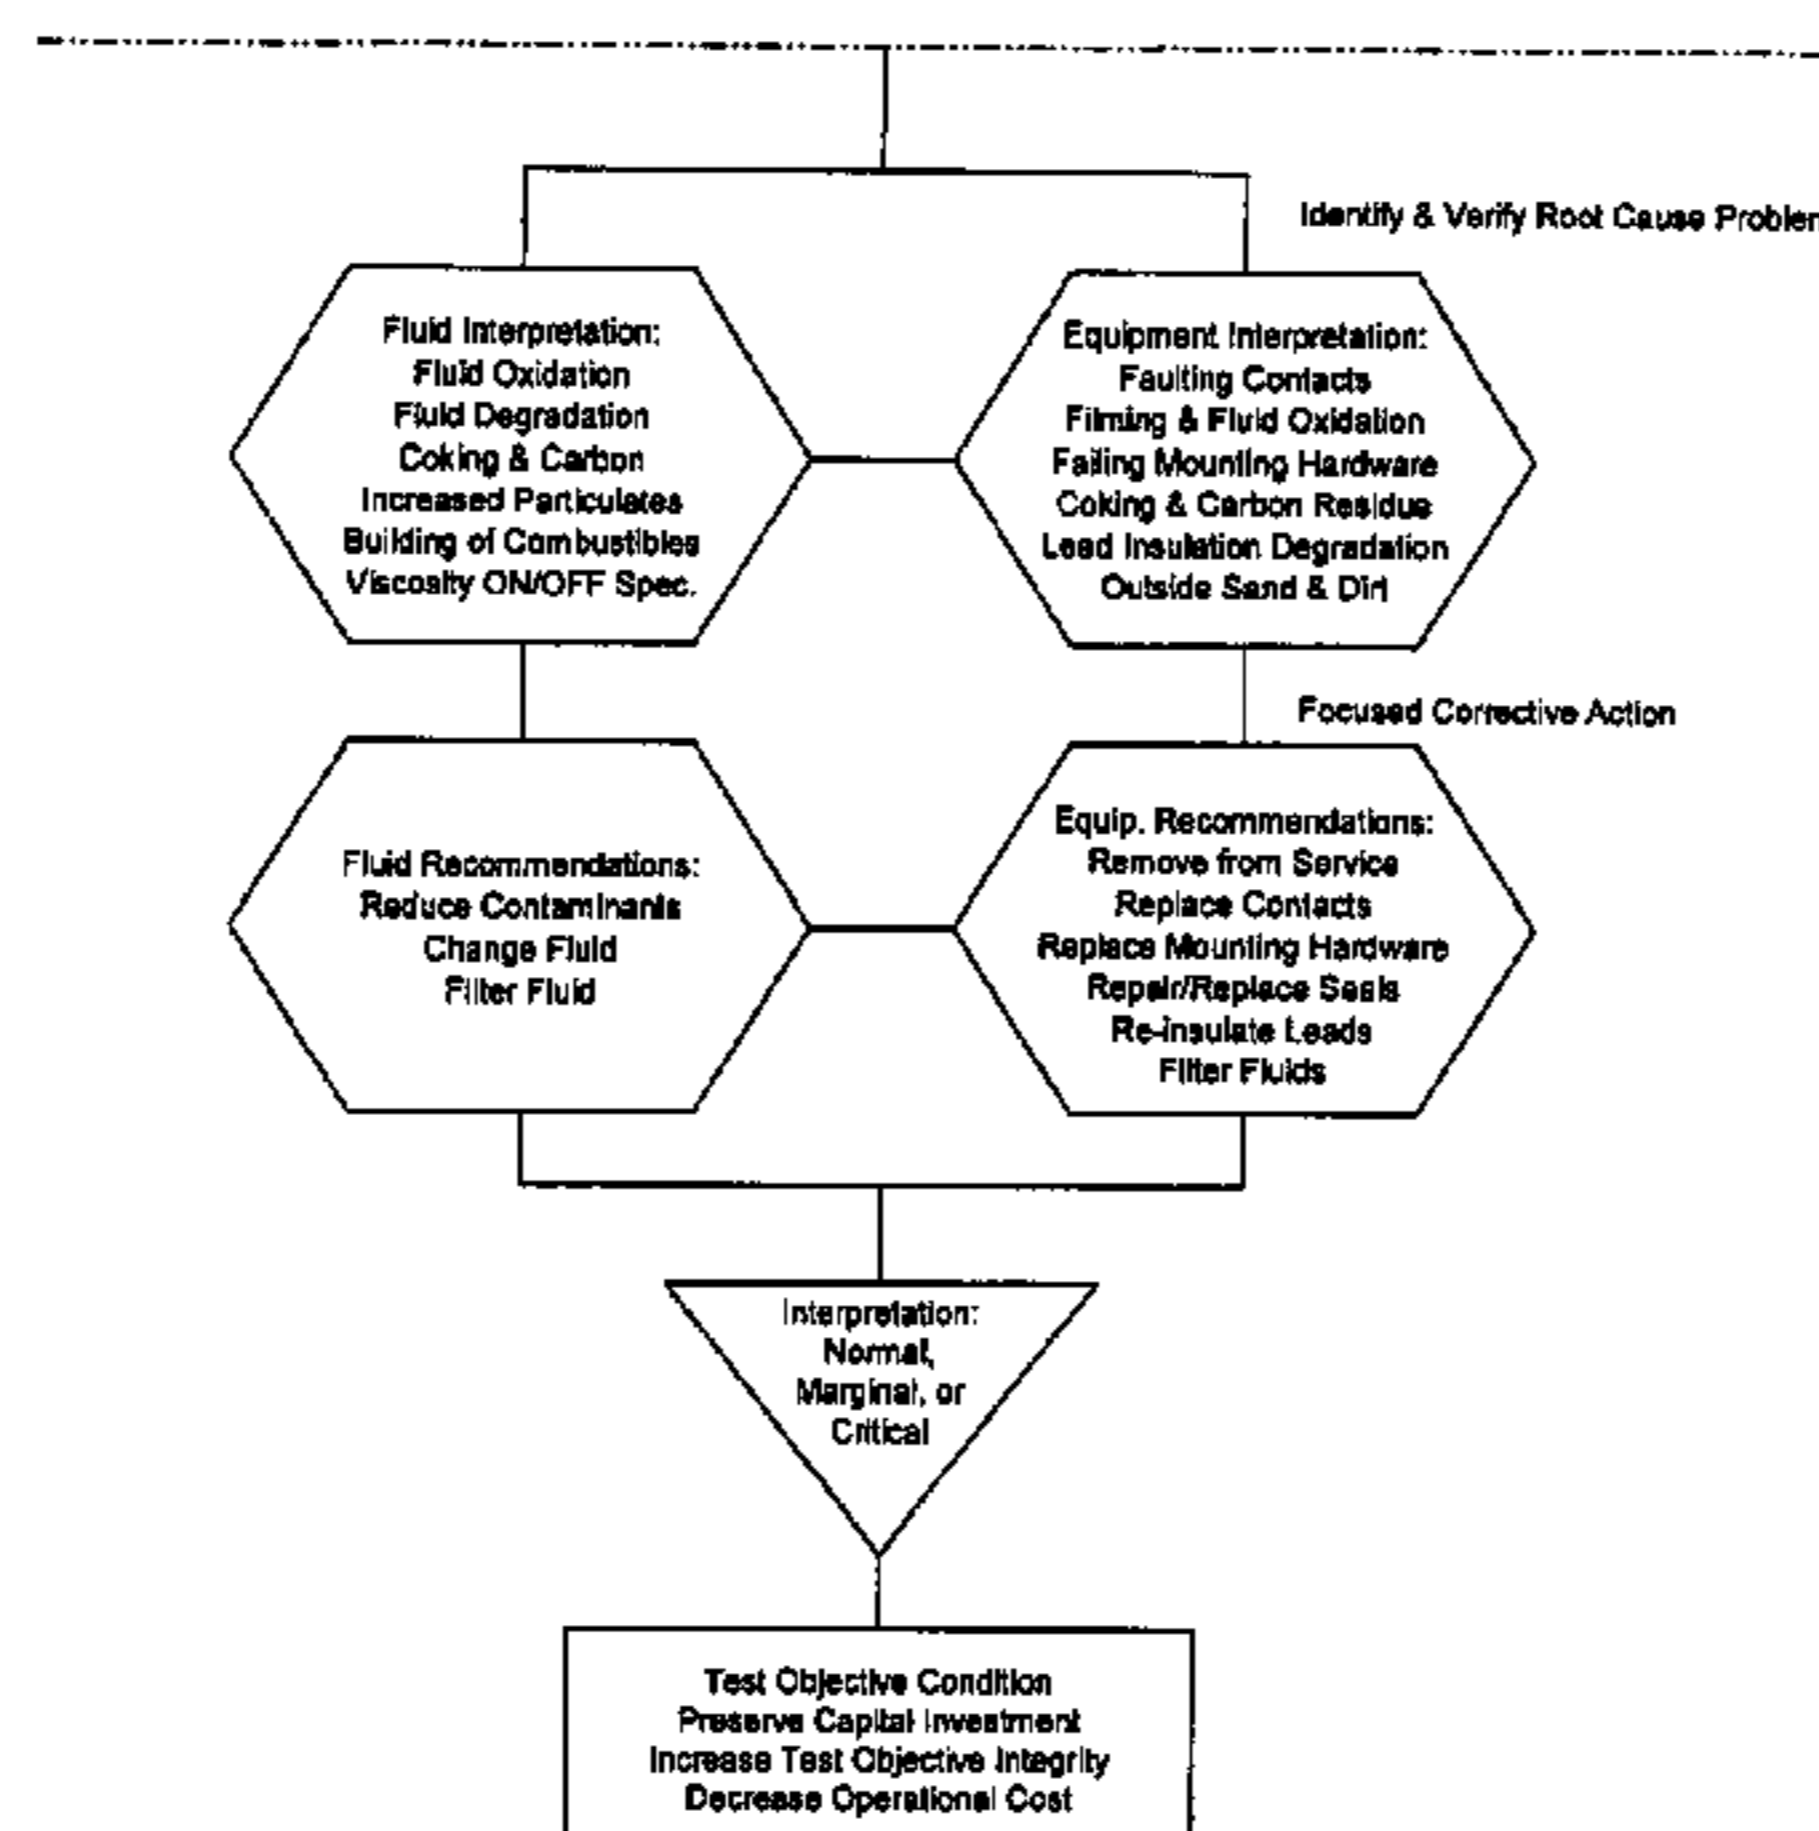 Identify & Verify Root Cause Problem
Fluid Interpretation:
Fluid Oxidation
Fluid Degradation
Coking & Carbon
Increased Particulates
Building of Combustibles
Viscosity ON/OFF Spec.
Equipment Interpretation:
Faulting Contacts
Filming & Fluid Oxidation
Failing Mounting Hardware
Coking & Carbon Residue
Lead Insulation Degradation
Outside Sand & Dirt
Focused Corrective Action
Fluid Recommendations:
Reduce Contaminants
Change Fluid
Filter Fluid
Equip. Recommendations:
Remove from Service
Replace Contacts
Replace Mounting Hardware
Repair/Replace Seals
Re-insulate Leads
Filter Fluids
Interpretation:
Normal,
Marginal, or
Critical
Test Objective Condition
Preserve Capital Investment
Increase Test Objective Integrity
Decrease Operational Cost